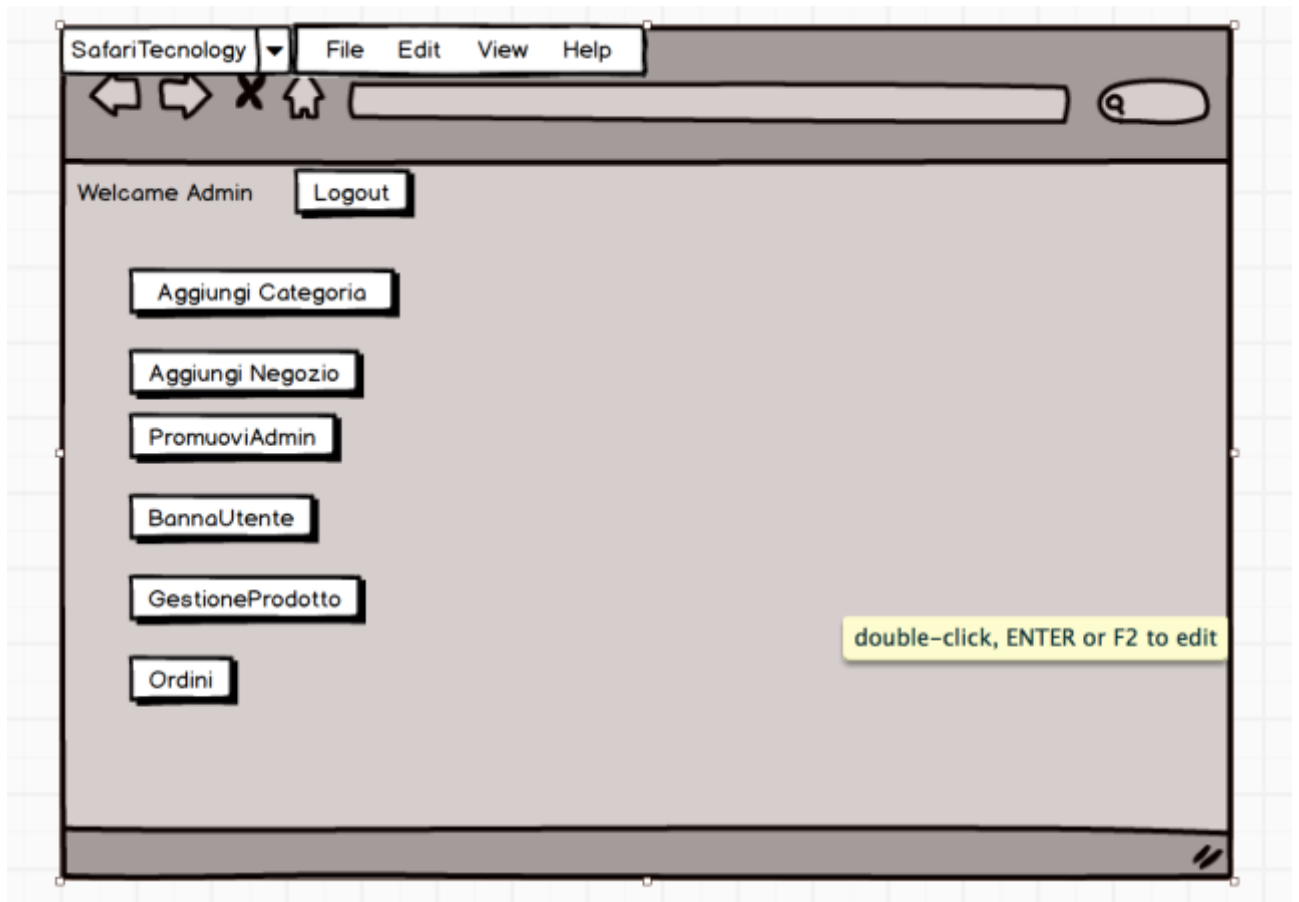 SafariTecnology File Edit View Help
Welcame Admin Logout
Aggiungi Categoria
Aggiungi Negozio
PromuoviAdmin
BannaUtente
GestioneProdotto
double-click, ENTER or F2 to edit
Ordini